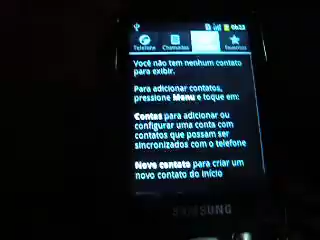 06:23
Telefone Chamadas Favoritos
Você não tem nenhum contato
para exibir.
Para adicionar contatos,
pressione Menu e toque em:
Contas para adicionar ou
configurar uma conta com
contatos que possam ser
sincronizados com o telefone
Novo contato para criar um
novo contato do início
SAMSUNG